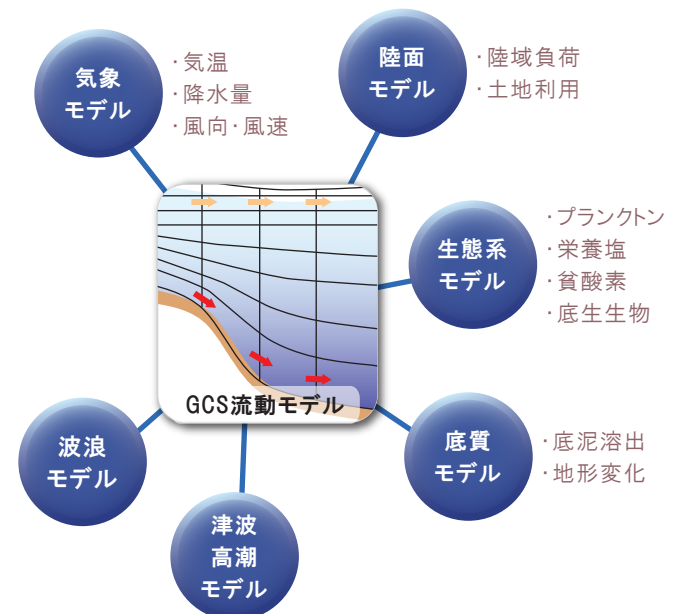 気象
モデル
・気温
・降水量
・風向・風速
陸面
モデル
・陸域負荷
・土地利用
生態系
モデル
・プランクトン
・栄養塩
・貧酸素
・底生生物
GCS流動モデル
波浪
モデル
底質
モデル
・底泥溶出
・地形変化
津波
高潮
モデル